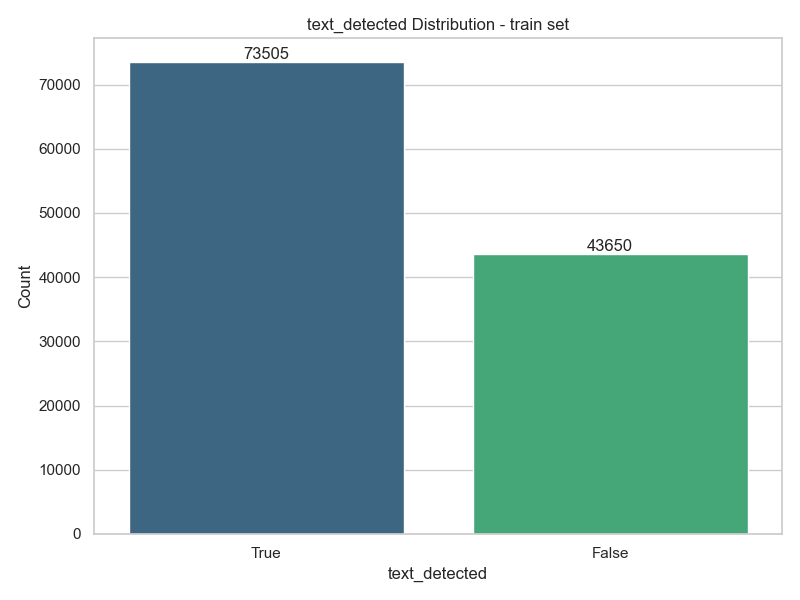 text_detected Distribution - train set
73505
43650
70000
60000
50000
40000
30000
20000
10000
0
Count
True
False
text_detected